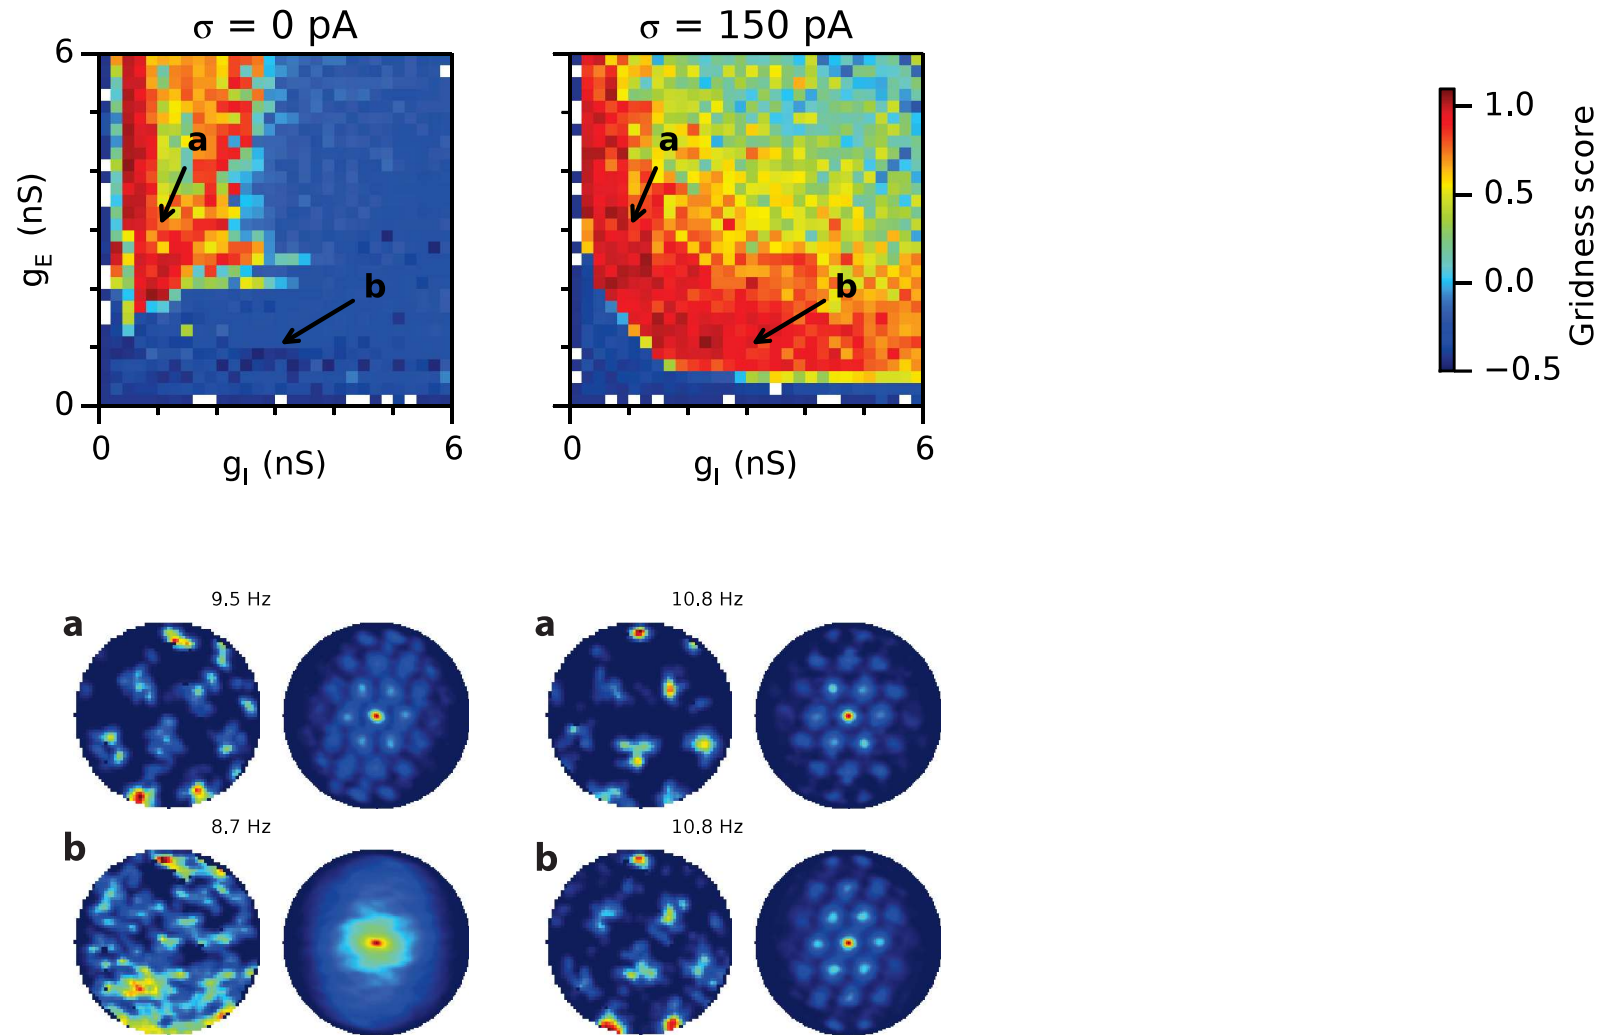 σ = 0 pA
σ = 150 pA
6
a
a
b
b
g_E (nS)
0
0
6
0
6
g_I (nS)
g_I (nS)
1.0
0.5
0.0
−0.5
Gridness score
9.5 Hz
10.8 Hz
a
a
8.7 Hz
10.8 Hz
b
b